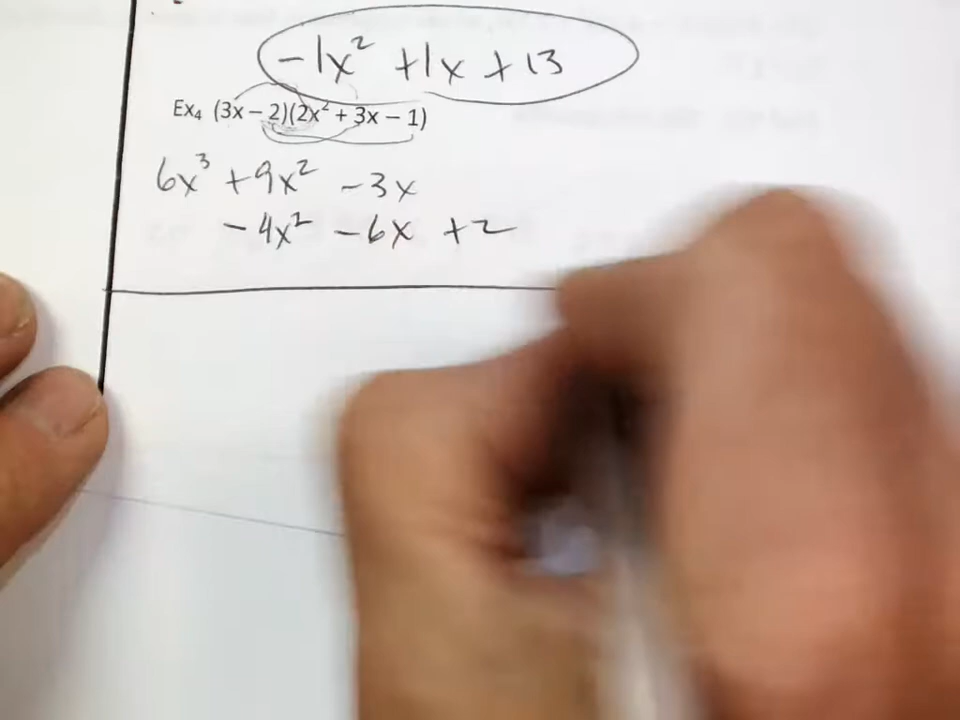 -1x² +1x +13
Ex₄ (3x – 2)(2x² + 3x – 1)
6x³ +9x² -3x
-4x² -6x +2